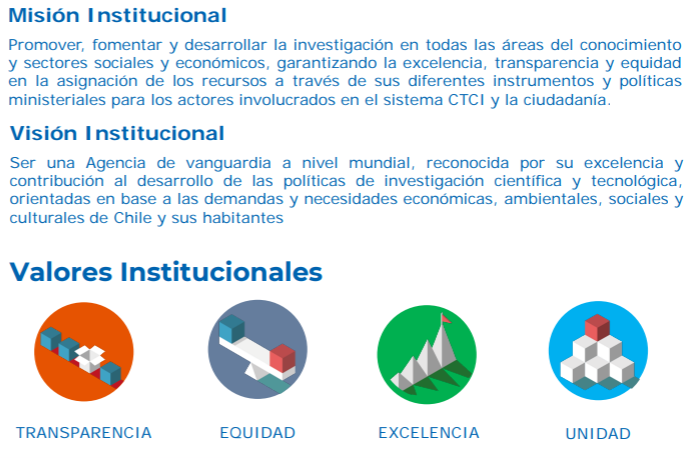 Misión Institucional
Promover, fomentar y desarrollar la investigación en todas las áreas del conocimiento
y sectores sociales y económicos, garantizando la excelencia, transparencia y equidad
en la asignación de los recursos a través de sus diferentes instrumentos y políticas
ministeriales para los actores involucrados en el sistema CTCI y la ciudadanía.
Visión Institucional
Ser una Agencia de vanguardia a nivel mundial, reconocida por su excelencia y
contribución al desarrollo de las políticas de investigación científica y tecnológica,
orientadas en base a las demandas y necesidades económicas, ambientales, sociales y
culturales de Chile y sus habitantes
Valores Institucionales
TRANSPARENCIA
EQUIDAD
EXCELENCIA
UNIDAD